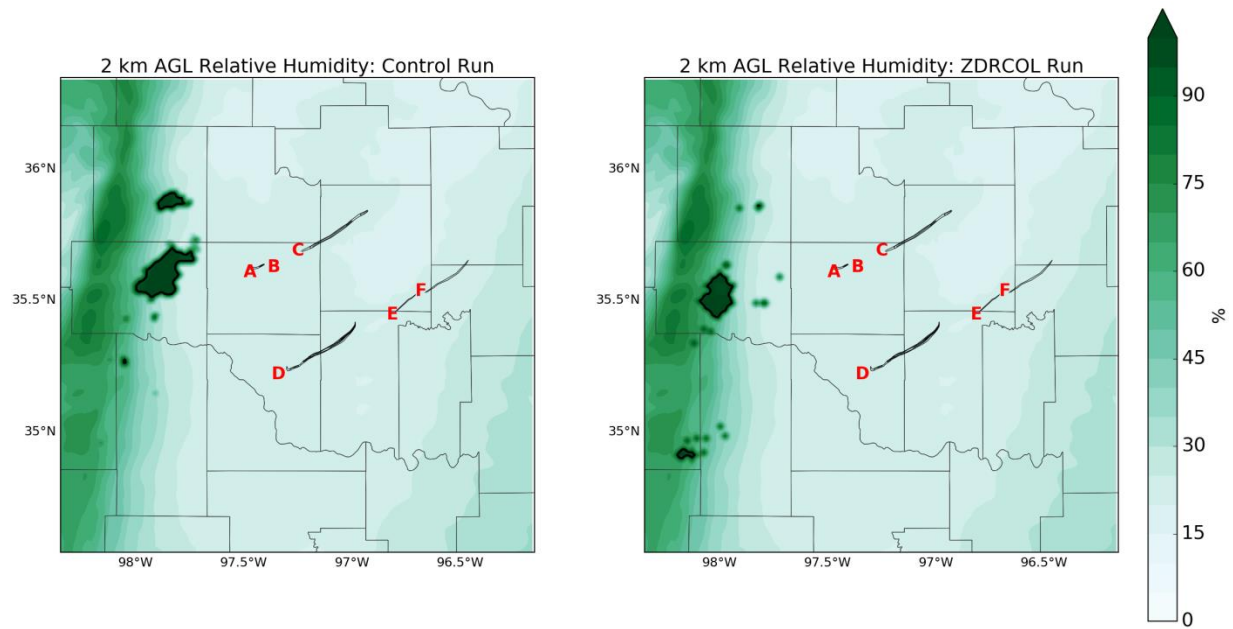 2 km AGL Relative Humidity: Control Run
36°N
35.5°N
35°N
98°W
97.5°W
97°W
96.5°W
A
B
C
D
E
F
2 km AGL Relative Humidity: ZDRCOL Run
36°N
35.5°N
35°N
98°W
97.5°W
97°W
96.5°W
A
B
C
D
E
F
90
75
60
45
30
15
0
%